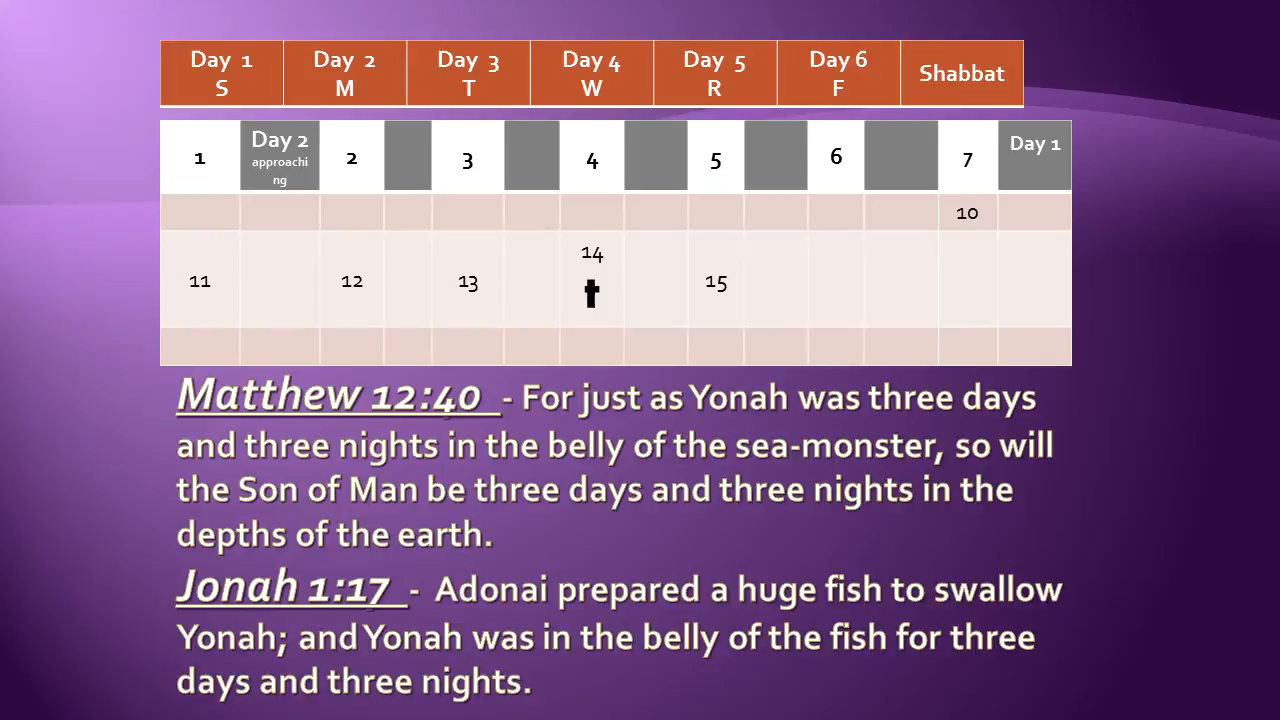 Day 1 Day 2 Day 3 Day 4 Day 5 Day 6 Shabbat
S M T W R F
1 Day 2 approachi ng 2 3 4 5 6 7 Day 1
10
11 12 13 14 15
Matthew 12:40 - For just as Yonah was three days
and three nights in the belly of the sea-monster, so will
the Son of Man be three days and three nights in the
depths of the earth.
Jonah 1:17 - Adonai prepared a huge fish to swallow
Yonah; and Yonah was in the belly of the fish for three
days and three nights.